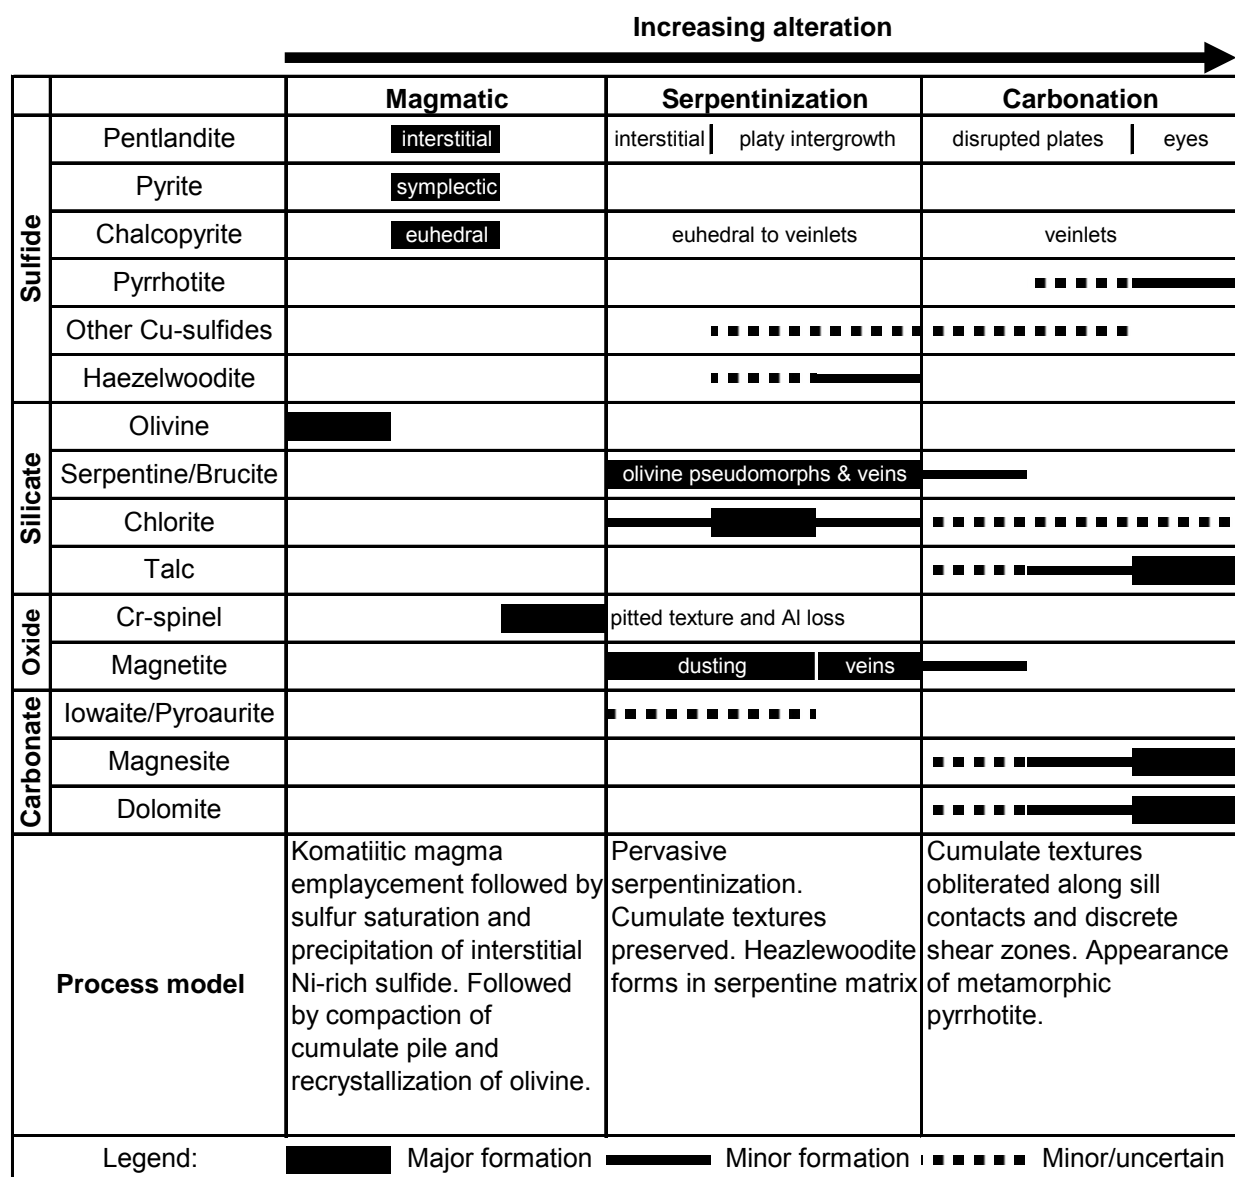 Increasing alteration
Magmatic Serpentinization Carbonation
Sulfide
Pentlandite interstitial interstitial platy intergrowth disrupted plates eyes
Pyrite symplectic
Chalcopyrite euhedral euhedral to veinlets veinlets
Pyrrhotite
Other Cu-sulfides
Haezelwoodite
Silicate
Olivine
Serpentine/Brucite olivine pseudomorphs & veins
Chlorite
Talc
Oxide
Cr-spinel pitted texture and Al loss
Magnetite dusting veins
Carbonate
Iowaite/Pyroaurite
Magnesite
Dolomite
Process model
Komatiitic magma
emplaycement followed by
sulfur saturation and
precipitation of interstitial
Ni-rich sulfide. Followed
by compaction of
cumulate pile and
recrystallization of olivine.
Pervasive
serpentinization.
Cumulate textures
preserved. Heazlewoodite
forms in serpentine matrix
Cumulate textures
obliterated along sill
contacts and discrete
shear zones. Appearance
of metamorphic
pyrrhotite.
Legend: Major formation Minor formation Minor/uncertain